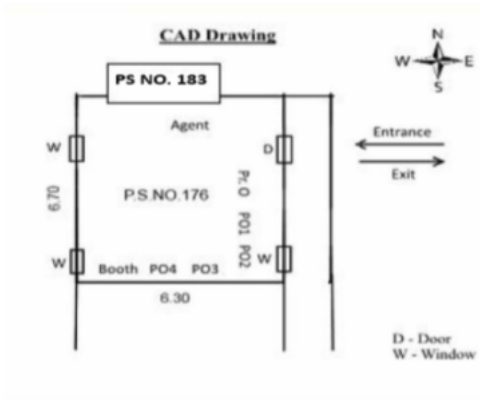 CAD Drawing
N
W E
S
PS NO. 183
Agent
W
D
Entrance
Exit
6.70
P.S.NO.176
Pr.O PO1 PO2
W
W
Booth PO4 PO3
6.30
D - Door
W - Window